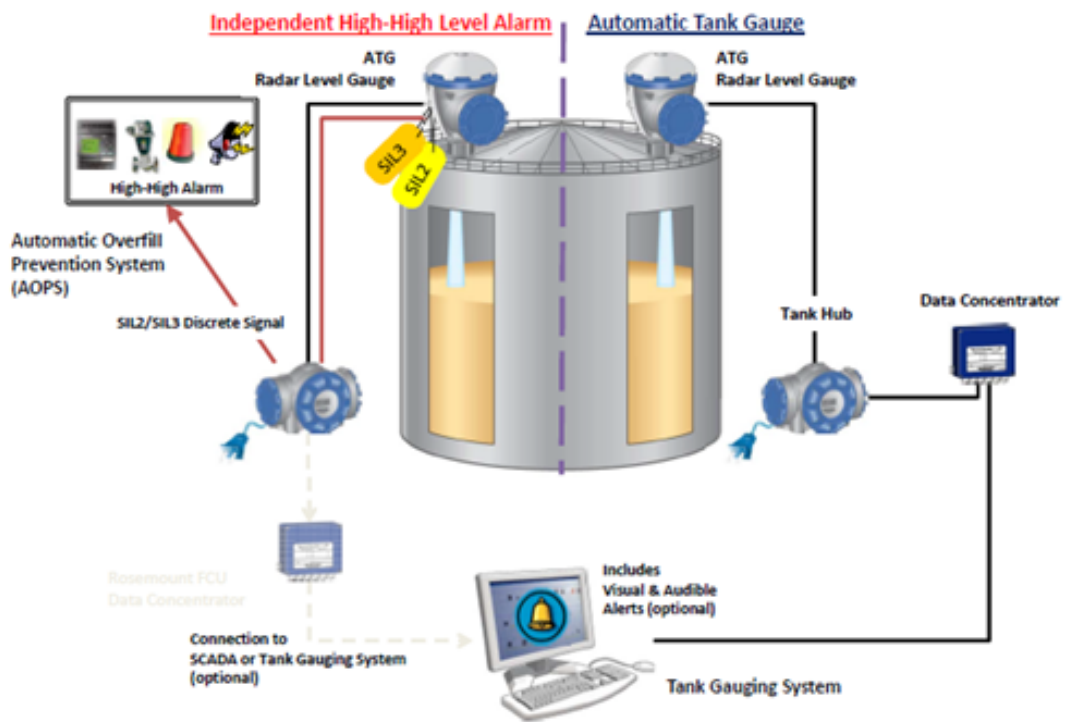 Independent High-High Level Alarm
Automatic Tank Gauge
ATG
Radar Level Gauge
ATG
Radar Level Gauge
SIL3
SIL2
High-High Alarm
Automatic Overfill
Prevention System
(AOPS)
SIL2/SIL3 Discrete Signal
Tank Hub
Data Concentrator
Rosemount FCU
Data Concentrator
Includes
Visual & Audible
Alerts (optional)
Connection to
SCADA or Tank Gauging System
(optional)
Tank Gauging System